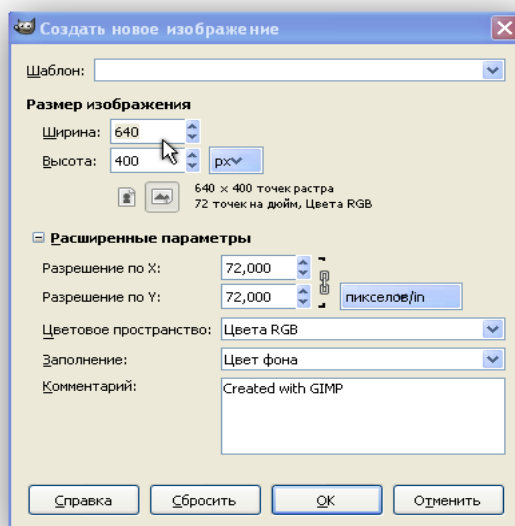 Создать новое изображение
Шаблон:
Размер изображения
Ширина: 640
Высота: 400 px
640 × 400 точек растра
72 точек на дюйм, Цвета RGB
Расширенные параметры
Разрешение по X: 72,000
Разрешение по Y: 72,000 пикселов/in
Цветовое пространство: Цвета RGB
Заполнение: Цвет фона
Комментарий: Created with GIMP
Справка Сбросить OK Отменить